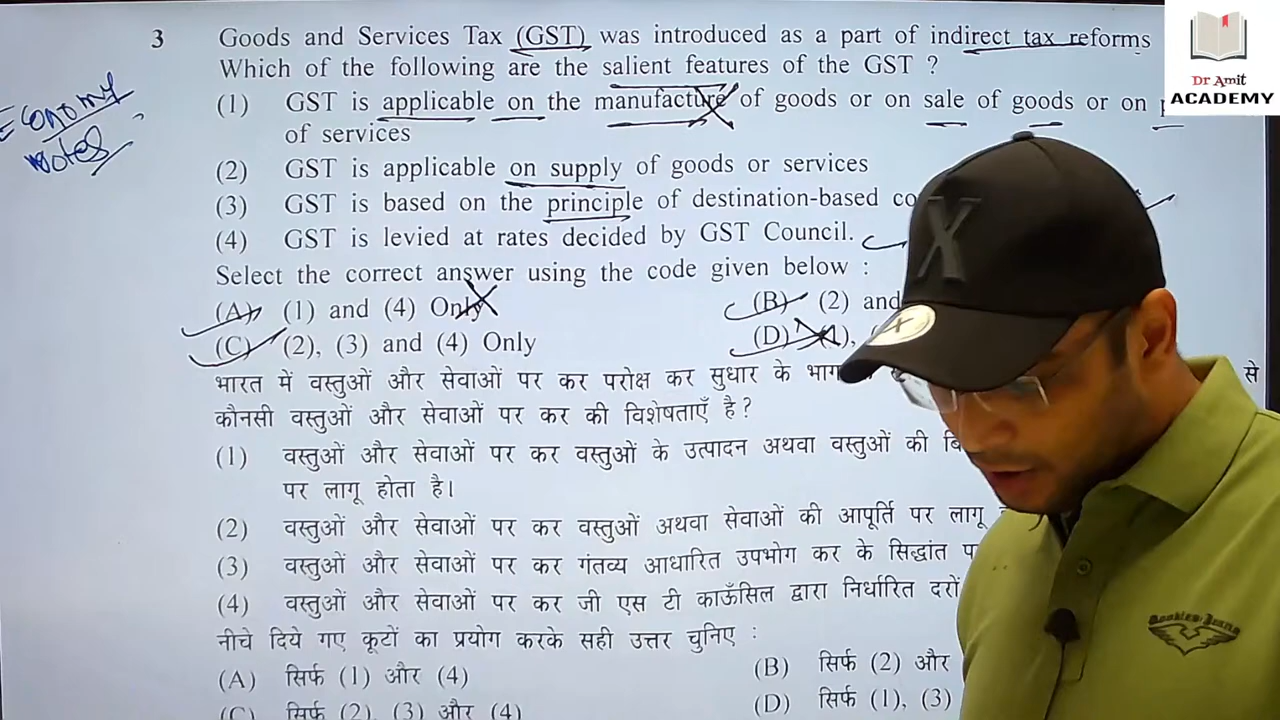 3 Goods and Services Tax (GST) was introduced as a part of indirect tax reforms
Which of the following are the salient features of the GST ?
(1) GST is applicable on the manufacture of goods or on sale of goods or on
of services
(2) GST is applicable on supply of goods or services
(3) GST is based on the principle of destination-based
(4) GST is levied at rates decided by GST Council.
Select the correct answer using the code given below :
(A) (1) and (4) Only (B) (2) and
(C) (2), (3) and (4) Only (D) (1),
भारत में वस्तुओं और सेवाओं पर कर परोक्ष कर सुधार के से
कौनसी वस्तुओं और सेवाओं पर कर की विशेषताएँ है?
(1) वस्तुओं और सेवाओं पर कर वस्तुओं के उत्पादन अथवा वस्तुओं की
पर लागू होता है।
(2) वस्तुओं और सेवाओं पर कर वस्तुओं अथवा सेवाओं की आपूर्ति पर लागू
(3) वस्तुओं और सेवाओं पर कर गंतव्य आधारित उपभोग कर के सिद्धांत
(4) वस्तुओं और सेवाओं पर कर जी एस टी काऊँसिल द्वारा निर्धारित दरों
नीचे दिये गए कूटों का प्रयोग करके सही उत्तर चुनिए :
(A) सिर्फ (1) और (4) (B) सिर्फ (2) और
(C) सिर्फ (2), (3) और (4) (D) सिर्फ (1), (3)
Economy
Notes
Dr Amit
ACADEMY
X
Rookies Jeans